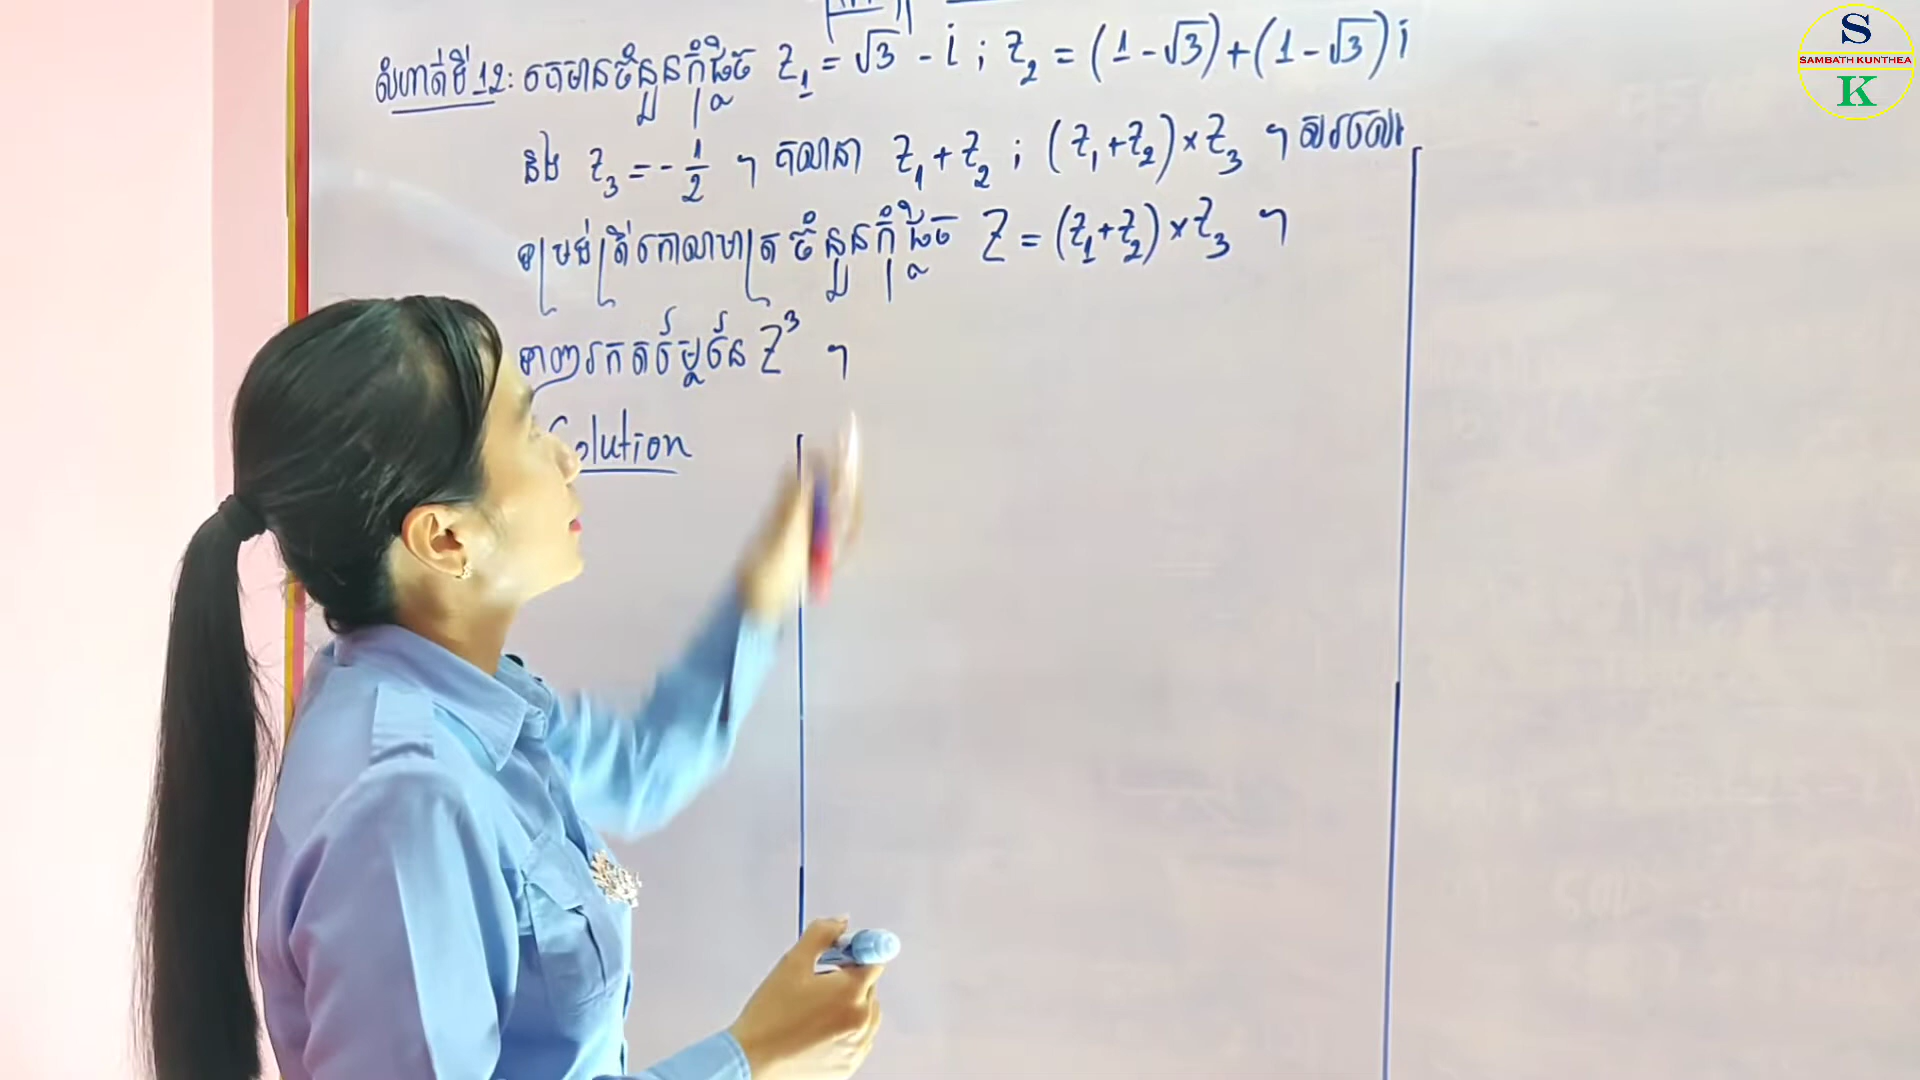 លំហាត់ទី 12: គេមានចំនួនកុំផ្លិច z₁ = √3 - i ; z₂ = (1 - √3) + (1 - √3) i
និង z₃ = - 1/2 ។ គណនា z₁ + z₂ ; (z₁ + z₂) × z₃ ។ សរសេរ
ទម្រង់ត្រីកោណមាត្រ ចំនួនកុំផ្លិច Z = (z₁ + z₂) × z₃ ។
ទាញរកតម្លៃនៃ Z³ ។
Solution
S
SAMBATH KUNTHEA
K